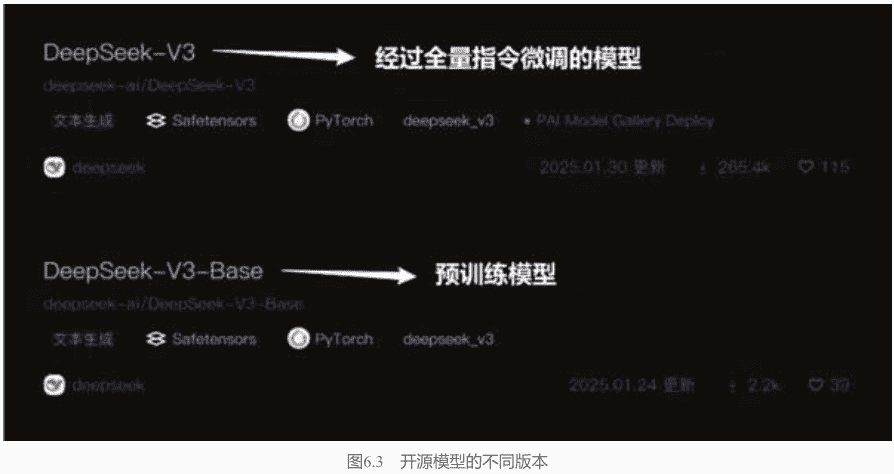 DeepSeek-V3
经过全量指令微调的模型
deepseek-ai/DeepSeek-V3
文本生成 Safetensors PyTorch deepseek_v3 PAI Model Gallery Deploy
deepseek 2025.01.30 更新 265.4k 115
DeepSeek-V3-Base
预训练模型
deepseek-ai/DeepSeek-V3-Base
文本生成 Safetensors PyTorch deepseek_v3
deepseek 2025.01.24 更新 2.2k 39
图6.3 开源模型的不同版本